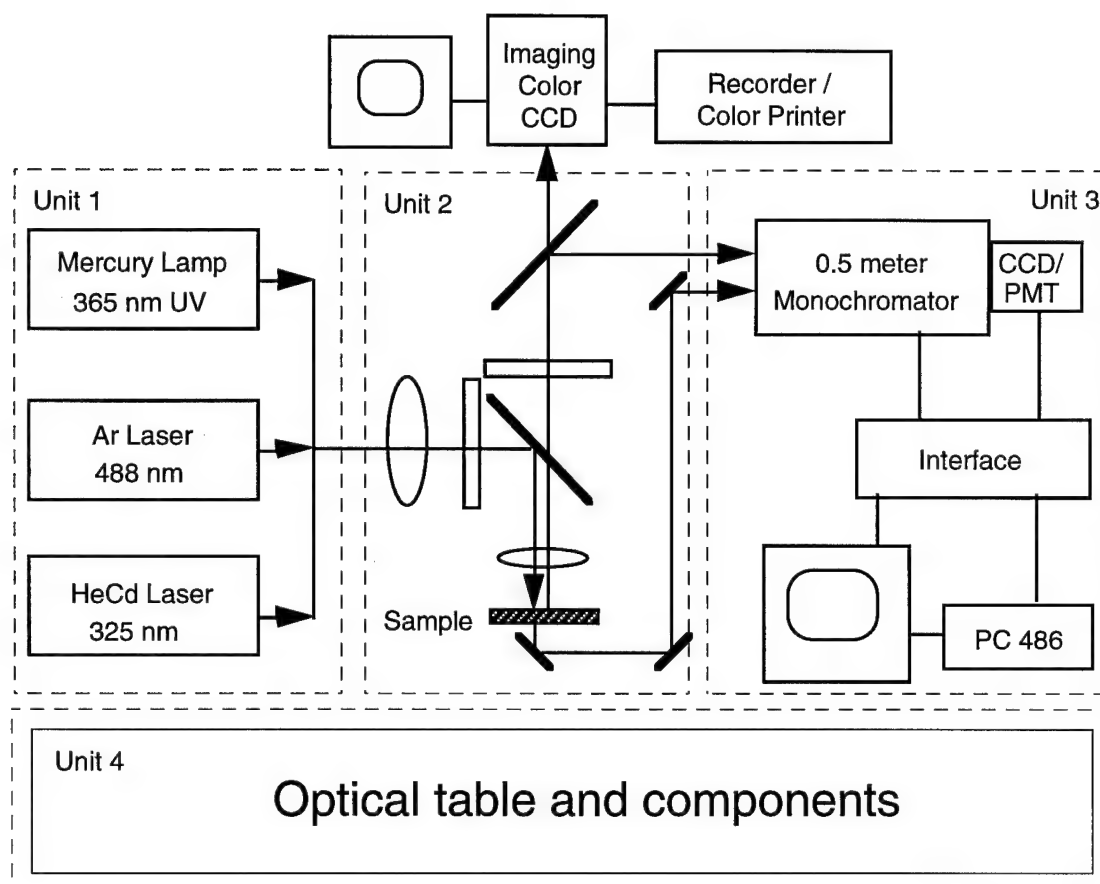 Imaging
Color
CCD
Recorder /
Color Printer
Unit 1
Mercury Lamp
365 nm UV
Ar Laser
488 nm
HeCd Laser
325 nm
Unit 2
Sample
Unit 3
0.5 meter
Monochromator
CCD/
PMT
Interface
PC 486
Unit 4
Optical table and components